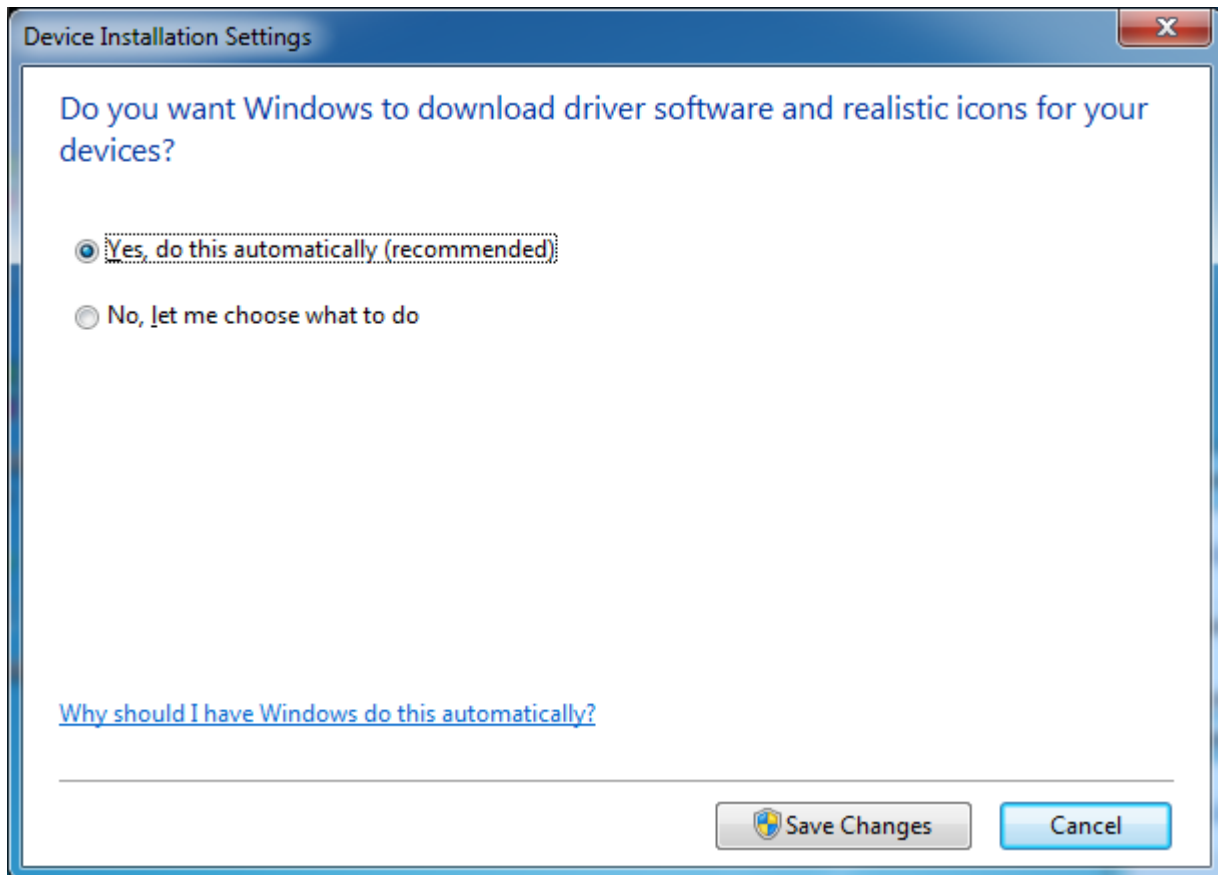 Device Installation Settings
Do you want Windows to download driver software and realistic icons for your
devices?
Yes, do this automatically (recommended)
No, let me choose what to do
Why should I have Windows do this automatically?
Save Changes
Cancel